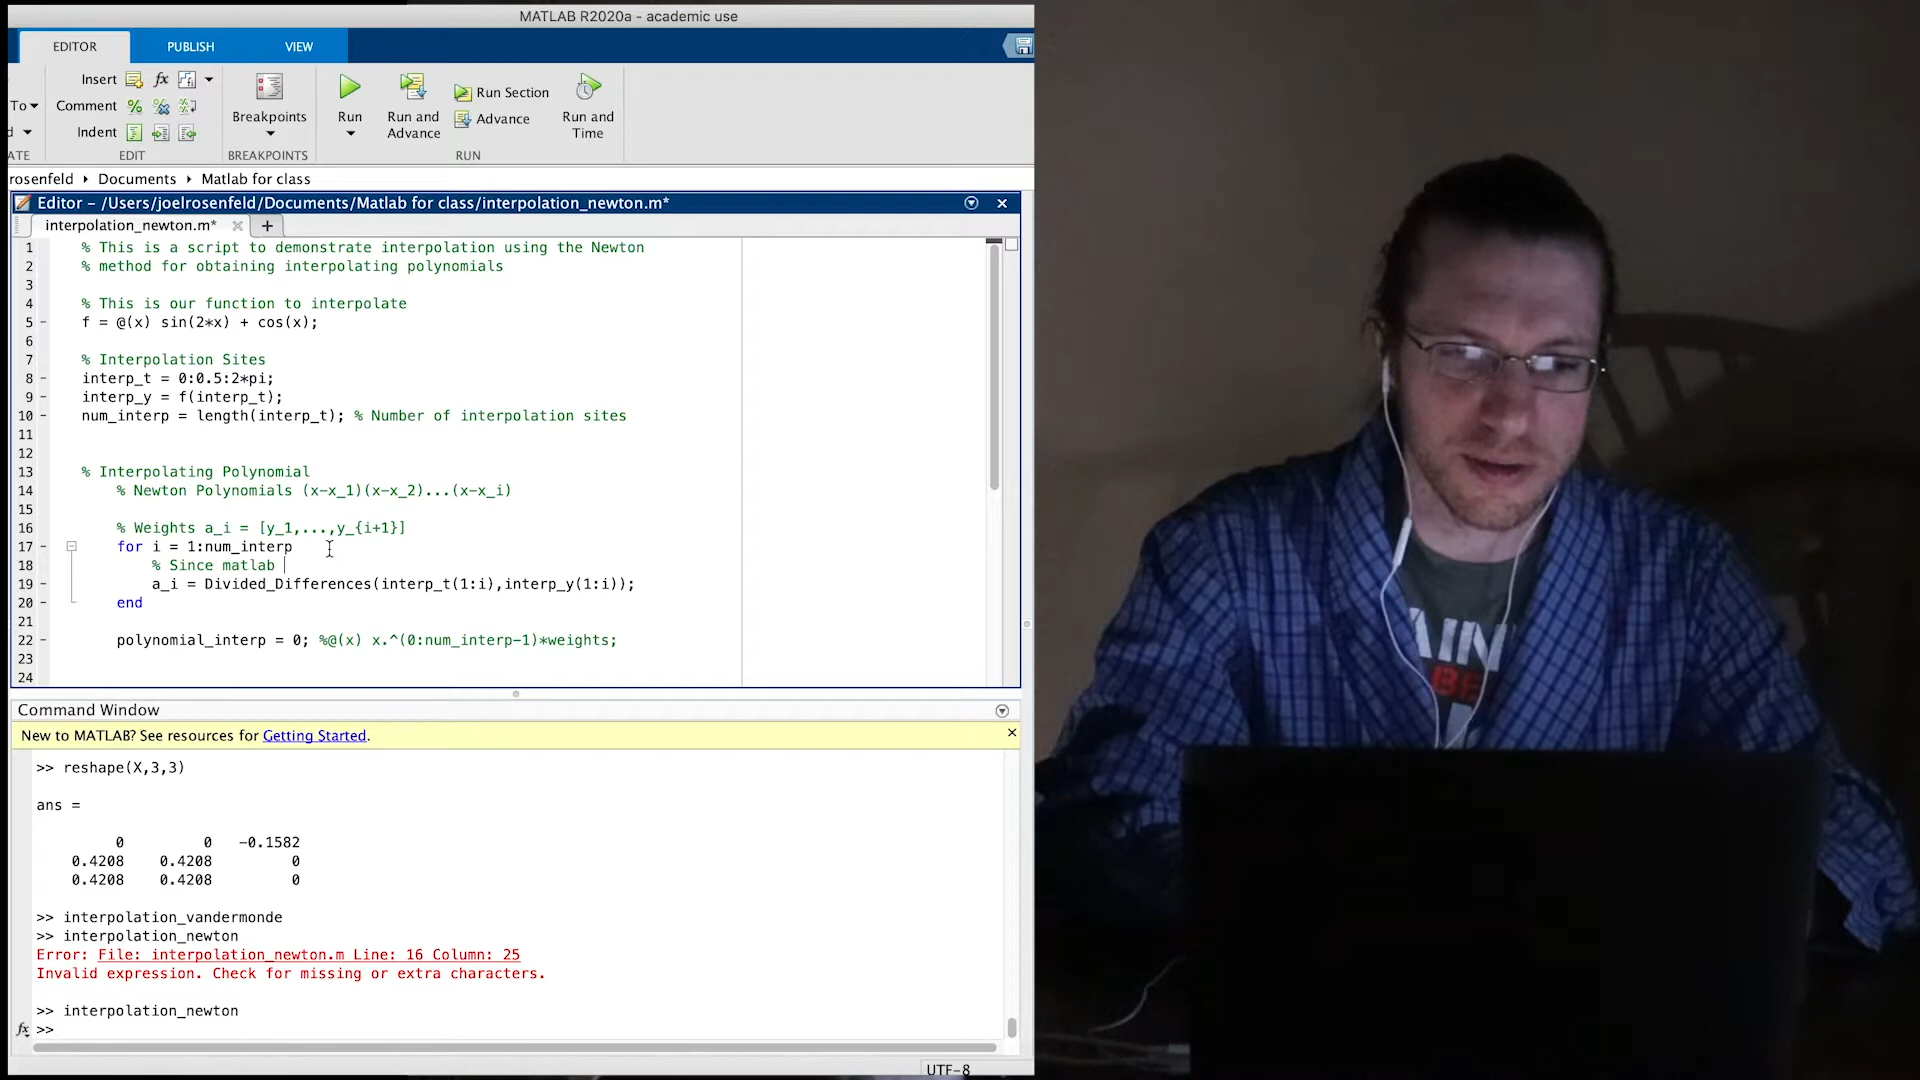 MATLAB R2020a - academic use
EDITOR
PUBLISH
VIEW
Insert
fx
To
Comment
Indent
ATE
EDIT
Breakpoints
BREAKPOINTS
Run
Run and
Advance
Run Section
Advance
Run and
Time
RUN
rosenfeld ▸ Documents ▸ Matlab for class
Editor – /Users/joelrosenfeld/Documents/Matlab for class/interpolation_newton.m*
interpolation_newton.m*
1 % This is a script to demonstrate interpolation using the Newton
2 % method for obtaining interpolating polynomials
3
4 % This is our function to interpolate
5 – f = @(x) sin(2*x) + cos(x);
6
7 % Interpolation Sites
8 – interp_t = 0:0.5:2*pi;
9 – interp_y = f(interp_t);
10 – num_interp = length(interp_t); % Number of interpolation sites
11
12
13 % Interpolating Polynomial
14 % Newton Polynomials (x-x_1)(x-x_2)...(x-x_i)
15
16 % Weights a_i = [y_1,...,y_{i+1}]
17 – for i = 1:num_interp
18 % Since matlab
19 – a_i = Divided_Differences(interp_t(1:i),interp_y(1:i));
20 – end
21
22 – polynomial_interp = 0; %@(x) x.^(0:num_interp-1)*weights;
23
24
Command Window
New to MATLAB? See resources for Getting Started.
>> reshape(X,3,3)
ans =
0 0 -0.1582
0.4208 0.4208 0
0.4208 0.4208 0
>> interpolation_vandermonde
>> interpolation_newton
Error: File: interpolation_newton.m Line: 16 Column: 25
Invalid expression. Check for missing or extra characters.
>> interpolation_newton
fx >>
UTF-8